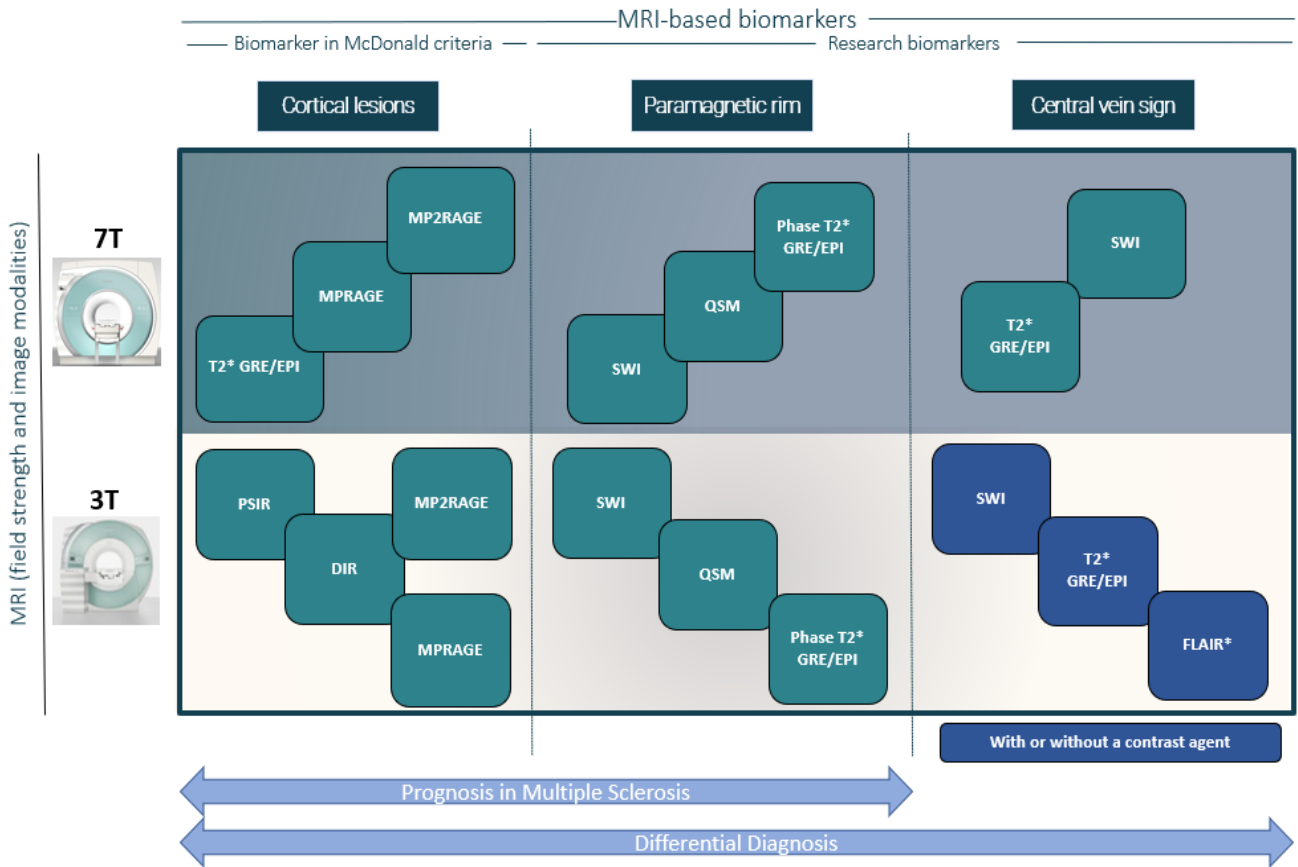 MRI-based biomarkers
Biomarker in McDonald criteria
Research biomarkers
Cortical lesions
Paramagnetic rim
Central vein sign
MRI (field strength and image modalities)
7T
MP2RAGE
MPRAGE
T2* GRE/EPI
Phase T2*
GRE/EPI
QSM
SWI
SWI
T2*
GRE/EPI
3T
PSIR
MP2RAGE
DIR
MPRAGE
SWI
QSM
Phase T2*
GRE/EPI
SWI
T2*
GRE/EPI
FLAIR*
With or without a contrast agent
Prognosis in Multiple Sclerosis
Differential Diagnosis